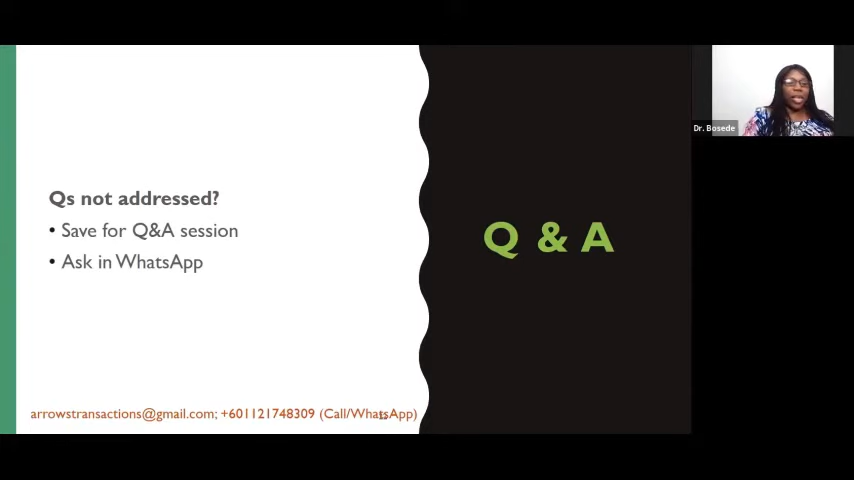 Qs not addressed?
• Save for Q&A session
• Ask in WhatsApp
arrowstransactions@gmail.com; +601121748309 (Call/WhatsApp)
Q & A
Dr. Bosede